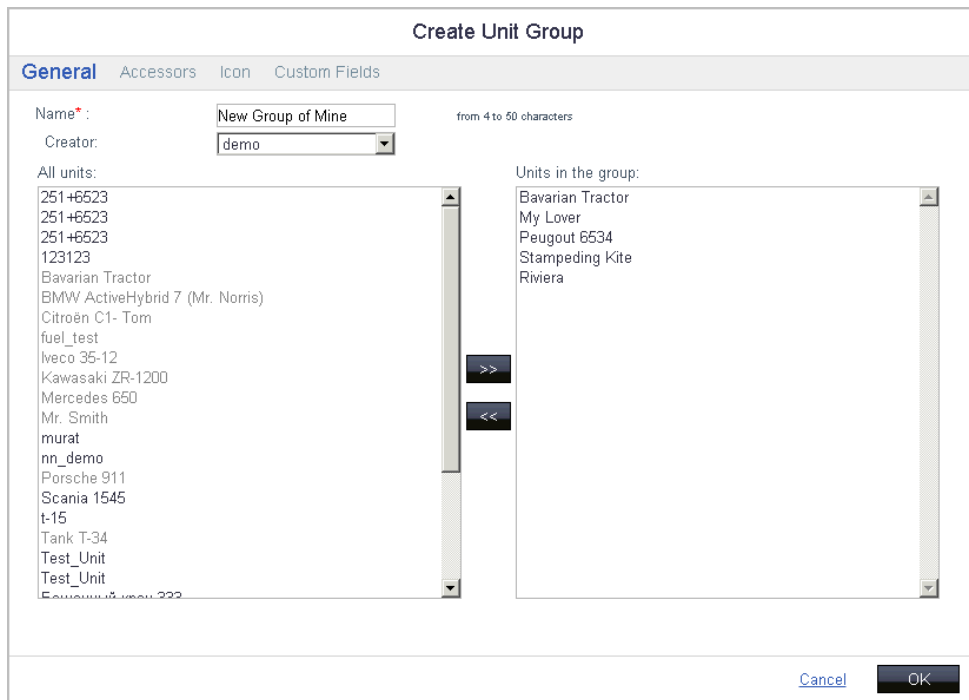 Create Unit Group
General Accessors Icon Custom Fields
Name* : New Group of Mine from 4 to 50 characters
Creator: demo
All units:
251+6523
251+6523
251+6523
123123
Bavarian Tractor
BMW ActiveHybrid 7 (Mr. Norris)
Citroën C1- Tom
fuel_test
Iveco 35-12
Kawasaki ZR-1200
Mercedes 650
Mr. Smith
murat
nn_demo
Porsche 911
Scania 1545
t-15
Tank T-34
Test_Unit
Test_Unit
333
>>
<<
Units in the group:
Bavarian Tractor
My Lover
Peugout 6534
Stampeding Kite
Riviera
Cancel OK